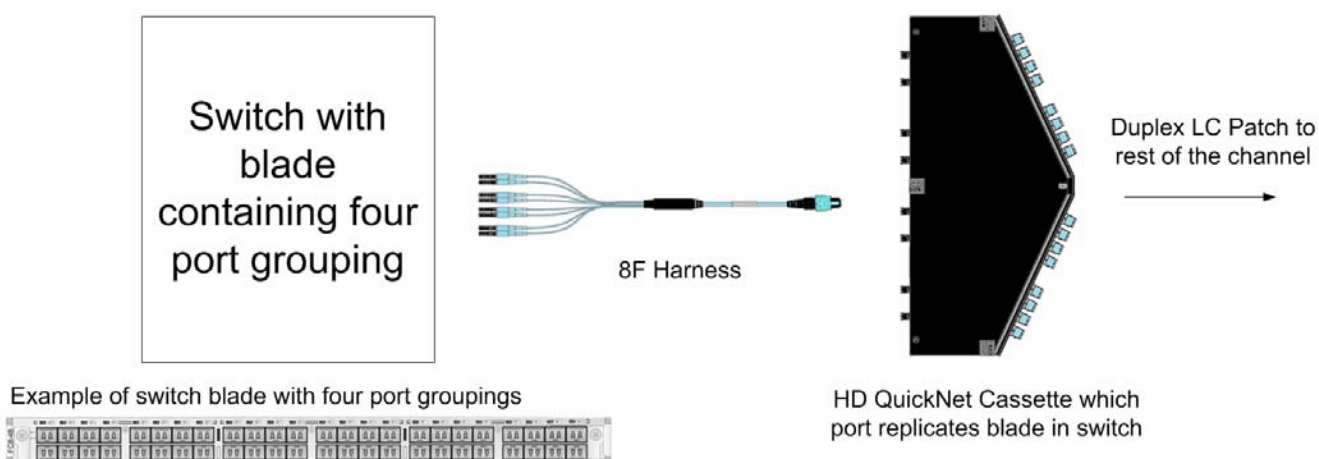 Switch with
blade
containing four
port grouping
8F Harness
Duplex LC Patch to
rest of the channel
Example of switch blade with four port groupings
HD QuickNet Cassette which
port replicates blade in switch